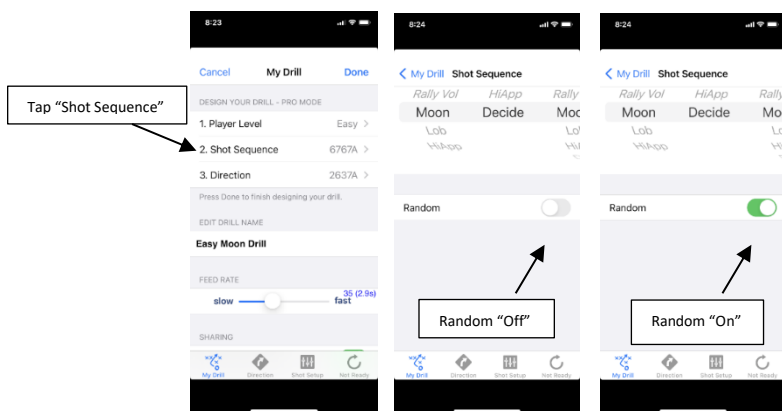 Tap “Shot Sequence”
8:23
Cancel My Drill Done
DESIGN YOUR DRILL - PRO MODE
1. Player Level Easy >
2. Shot Sequence 6767A >
3. Direction 2637A >
Press Done to finish designing your drill.
EDIT DRILL NAME
Easy Moon Drill
FEED RATE
35 (2.9s)
slow fast
SHARING
My Drill Direction Shot Setup Not Ready
8:24
< My Drill Shot Sequence
Rally Vol HiApp Rally
Moon Decide Moo
Lob Lo
HiApp
Random
Random “Off”
My Drill Direction Shot Setup Not Ready
8:24
< My Drill Shot Sequence
Rally Vol HiApp Rally
Moon Decide Mo
Lob
HiApp
Random
Random “On”
My Drill Direction Shot Setup Not Ready